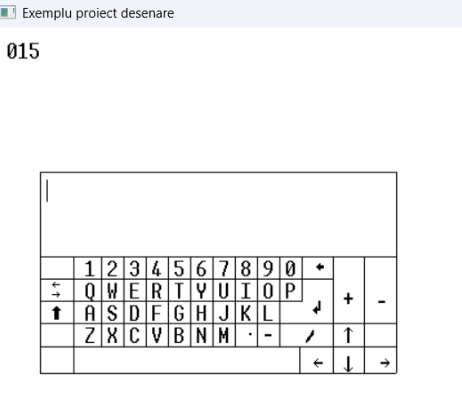 Exemplu proiect desenare
015
1 2 3 4 5 6 7 8 9 0 ←
← → Q W E R T Y U I O P
⬆ A S D F G H J K L ↲ + -
Z X C V B N M · - / ↑
← ↓ →